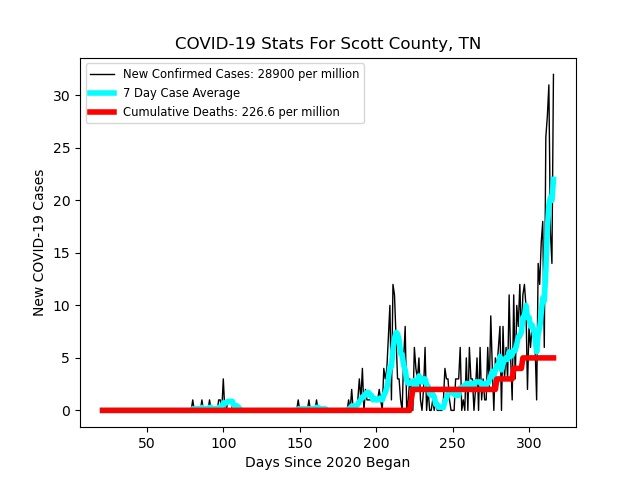 COVID-19 Stats For Scott County, TN
New Confirmed Cases: 28900 per million
7 Day Case Average
Cumulative Deaths: 226.6 per million
New COVID-19 Cases
30
25
20
15
10
5
0
50 100 150 200 250 300
Days Since 2020 Began